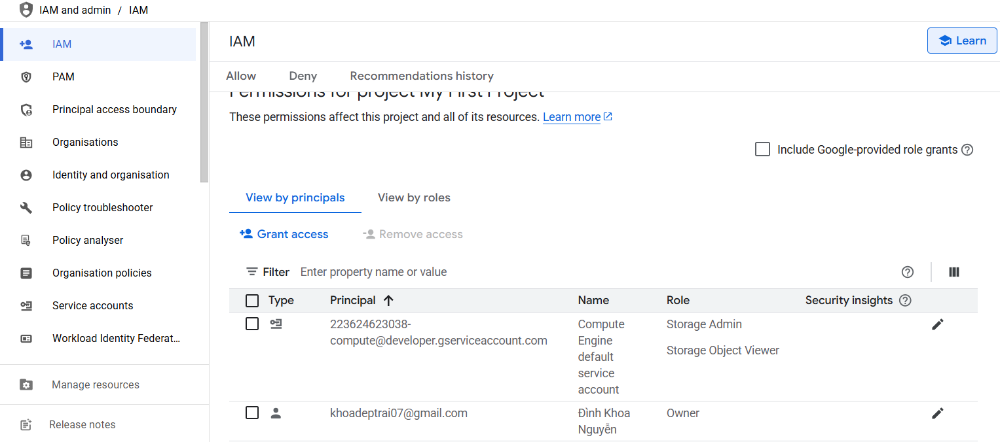 IAM and admin / IAM
IAM
PAM
Principal access boundary
Organisations
Identity and organisation
Policy troubleshooter
Policy analyser
Organisation policies
Service accounts
Workload Identity Federat...
Manage resources
Release notes
IAM
Learn
Allow Deny Recommendations history
Permissions for project My First Project
These permissions affect this project and all of its resources. Learn more
Include Google-provided role grants
View by principals View by roles
Grant access Remove access
Filter Enter property name or value
Type Principal Name Role Security insights
223624623038-
compute@developer.gserviceaccount.com
Compute
Engine
default
service
account
Storage Admin
Storage Object Viewer
khoadeptrai07@gmail.com
Đình Khoa
Nguyễn
Owner